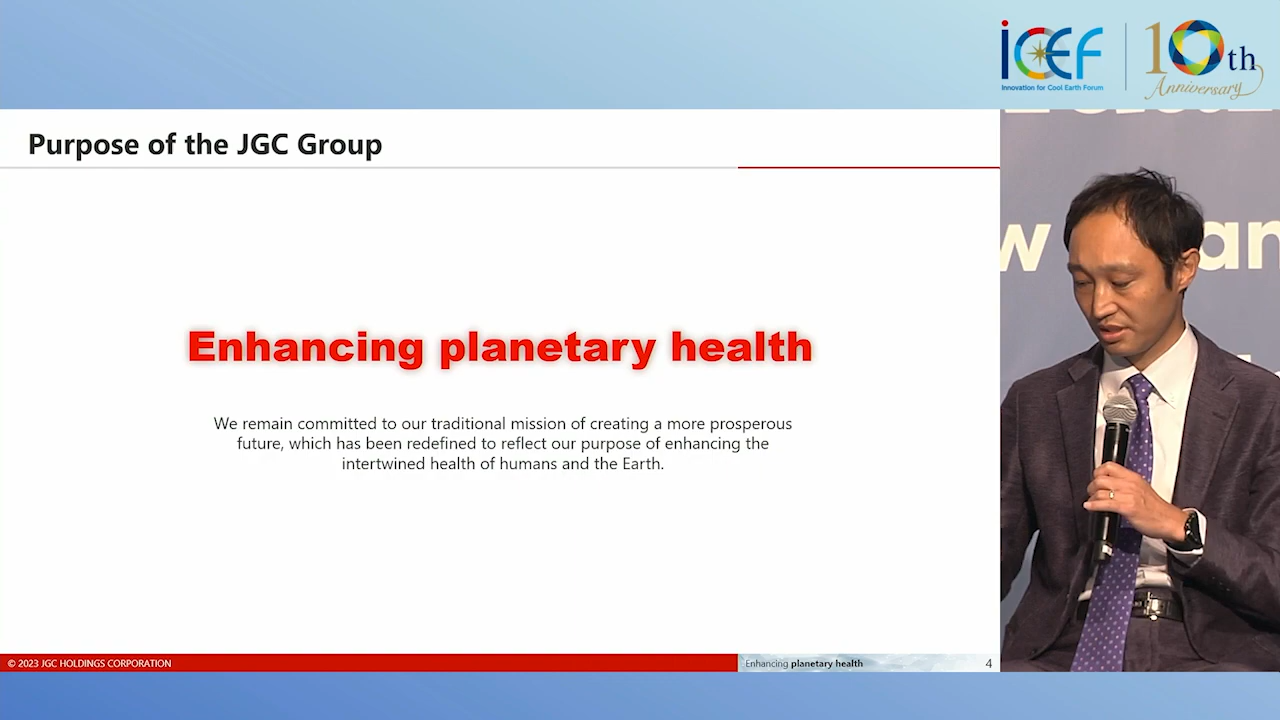 iCEF
Innovation for Cool Earth Forum
10th
Anniversary
Purpose of the JGC Group
Enhancing planetary health
We remain committed to our traditional mission of creating a more prosperous
future, which has been redefined to reflect our purpose of enhancing the
intertwined health of humans and the Earth.
© 2023 JGC HOLDINGS CORPORATION
Enhancing planetary health
4